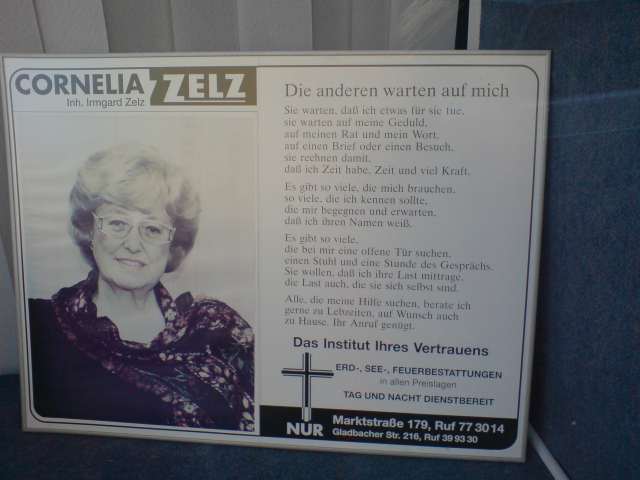 CORNELIA ZELZ
Inh. Irmgard Zelz
Die anderen warten auf mich
Sie warten, daß ich etwas für sie tue,
sie warten auf meine Geduld,
auf meinen Rat und mein Wort,
auf einen Brief oder einen Besuch,
sie rechnen damit,
daß ich Zeit habe, Zeit und viel Kraft.
Es gibt so viele, die mich brauchen,
so viele, die ich kennen sollte,
die mir begegnen und erwarten,
daß ich ihren Namen weiß.
Es gibt so viele,
die bei mir eine offene Tür suchen,
einen Stuhl und eine Stunde des Gesprächs.
Sie wollen, daß ich ihre Last mittrage,
die Last auch, die sie sich selbst sind.
Alle, die meine Hilfe suchen, berate ich
gerne zu Lebzeiten, auf Wunsch auch
zu Hause. Ihr Anruf genügt.
Das Institut Ihres Vertrauens
ERD-, SEE-, FEUERBESTATTUNGEN
in allen Preislagen
TAG UND NACHT DIENSTBEREIT
NUR Marktstraße 179, Ruf 77 30 14
Gladbacher Str. 216, Ruf 39 93 30